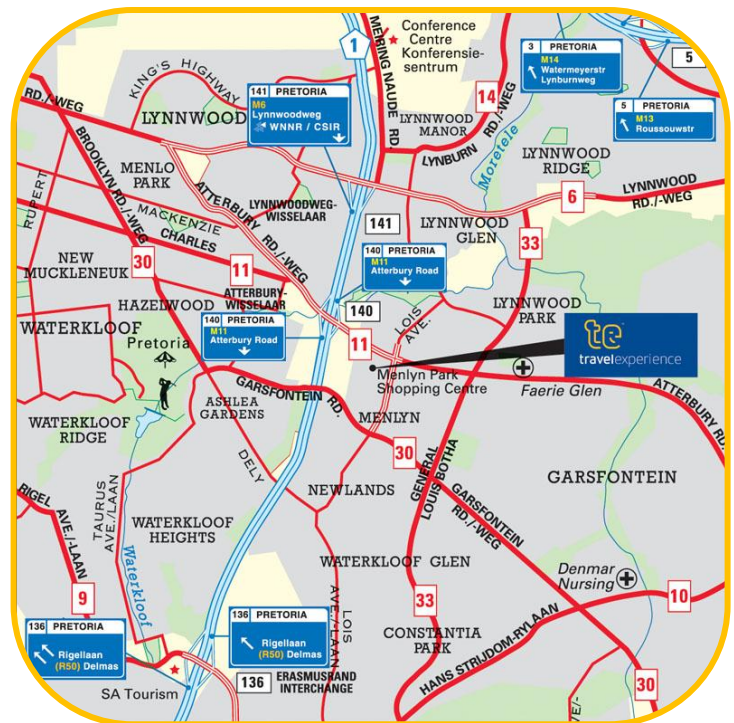 Conference
Centre
Konferensie-
sentrum
1
MEIRING NAUDE RD.
3 PRETORIA
M14
Watermeyerstr
Lynburnweg
5
5 PRETORIA
M13
Roussouwstr
KING'S HIGHWAY
141 PRETORIA
M6
Lynnwoodweg
WNNR / CSIR
14
RD./-WEG
LYNNWOOD
LYNNWOOD
MANOR
LYNBURN RD./-WEG
Moretele
LYNNWOOD
RIDGE
BROOKLYN RD./-WEG
MENLO
PARK
ATTERBURY RD./-WEG
RUPERT
MACKENZIE
CHARLES
LYNNWOODWEG-
WISSELAAR
141
6
LYNNWOOD
RD./-WEG
LYNNWOOD
GLEN
33
NEW
MUCKLENEUK
30
11
140 PRETORIA
M11
Atterbury Road
ATTERBURY-
WISSELAAR
HAZELWOOD
140
LOIS
AVE.
LYNNWOOD
PARK
WATERKLOOF
Pretoria
140 PRETORIA
M11
Atterbury Road
11
te
travelexperience
Menlyn Park
Shopping Centre
Faerie Glen
ATTERBURY RD.
GARSFONTEIN RD.
ASHLEA
GARDENS
MENLYN
WATERKLOOF
RIDGE
30
GENERAL
LOUIS BOTHA
DELY
NEWLANDS
GARSFONTEIN
RD./-WEG
GARSFONTEIN
RIGEL
AVE./-LAAN
TAURUS
AVE./LAAN
WATERKLOOF
HEIGHTS
Waterkloof
WATERKLOOF GLEN
Denmar
Nursing
9
33
10
136 PRETORIA
Rigellaan
(R50) Delmas
136 PRETORIA
Rigellaan
(R50) Delmas
LOIS
AVE./-LAAN
CONSTANTIA
PARK
HANS STRIJDOM-RYLAAN
SA Tourism
136
ERASMUSRAND
INTERCHANGE
30
VE/-